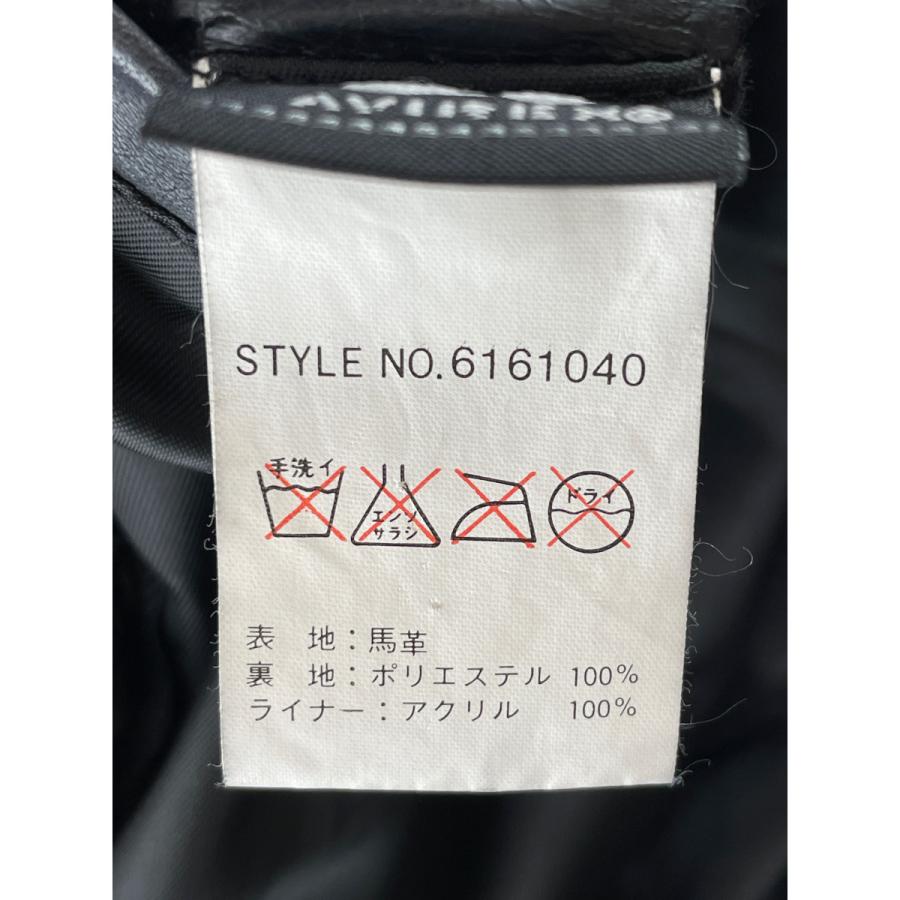 STYLE NO.6161040
手洗イ
エンソ
サラシ
ドライ
表　地：馬革
裏　地：ポリエステル 100%
ライナー：アクリル 100%